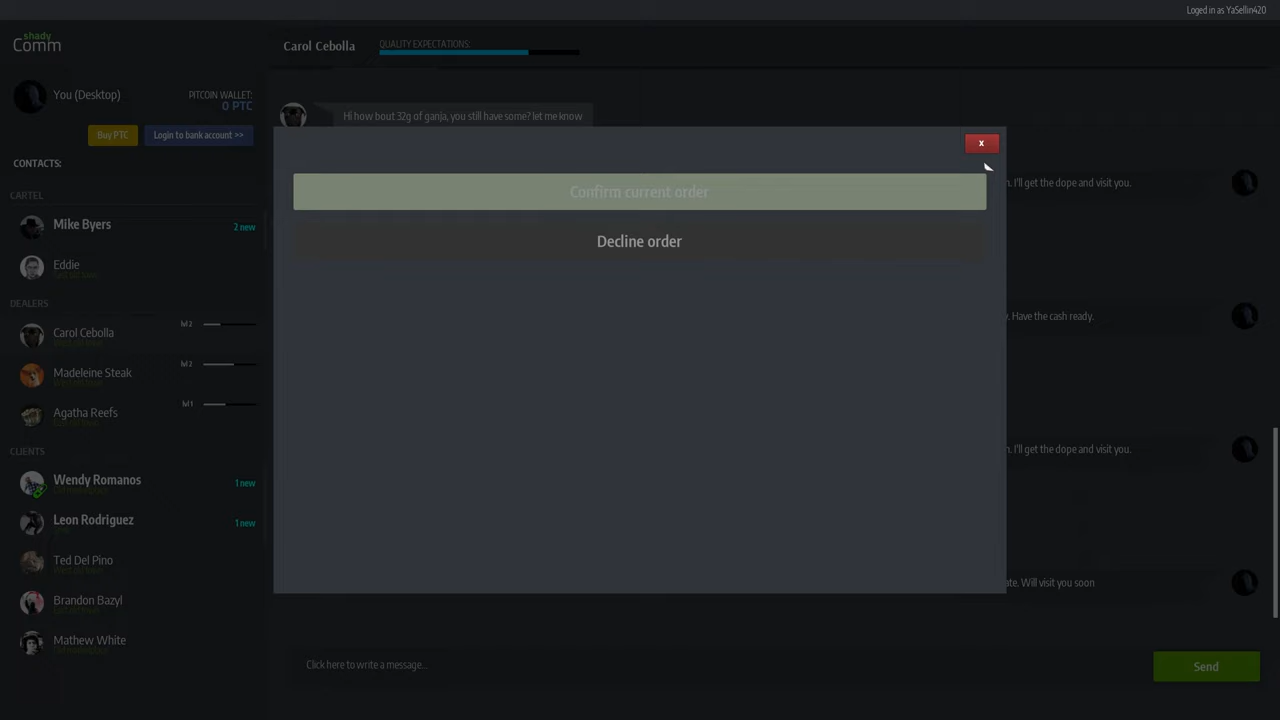 Loged in as YaSellin420
shady
Comm
Carol Cebolla
QUALITY EXPECTATIONS:
You (Desktop)
PITCOIN WALLET:
0 PTC
Buy PTC
Login to bank account >>
Hi how bout 32g of ganja, you still have some? let me know
x
CONTACTS:
Confirm current order
. I'll get the dope and visit you.
CARTEL
Mike Byers
2 new
Decline order
Eddie
DEALERS
. Have the cash ready.
Carol Cebolla
lvl 2
Madeleine Steak
lvl 2
Agatha Reefs
lvl 1
CLIENTS
. I'll get the dope and visit you.
Wendy Romanos
1 new
Leon Rodriguez
1 new
Ted Del Pino
ate. Will visit you soon
Brandon Bazyl
Mathew White
Click here to write a message...
Send